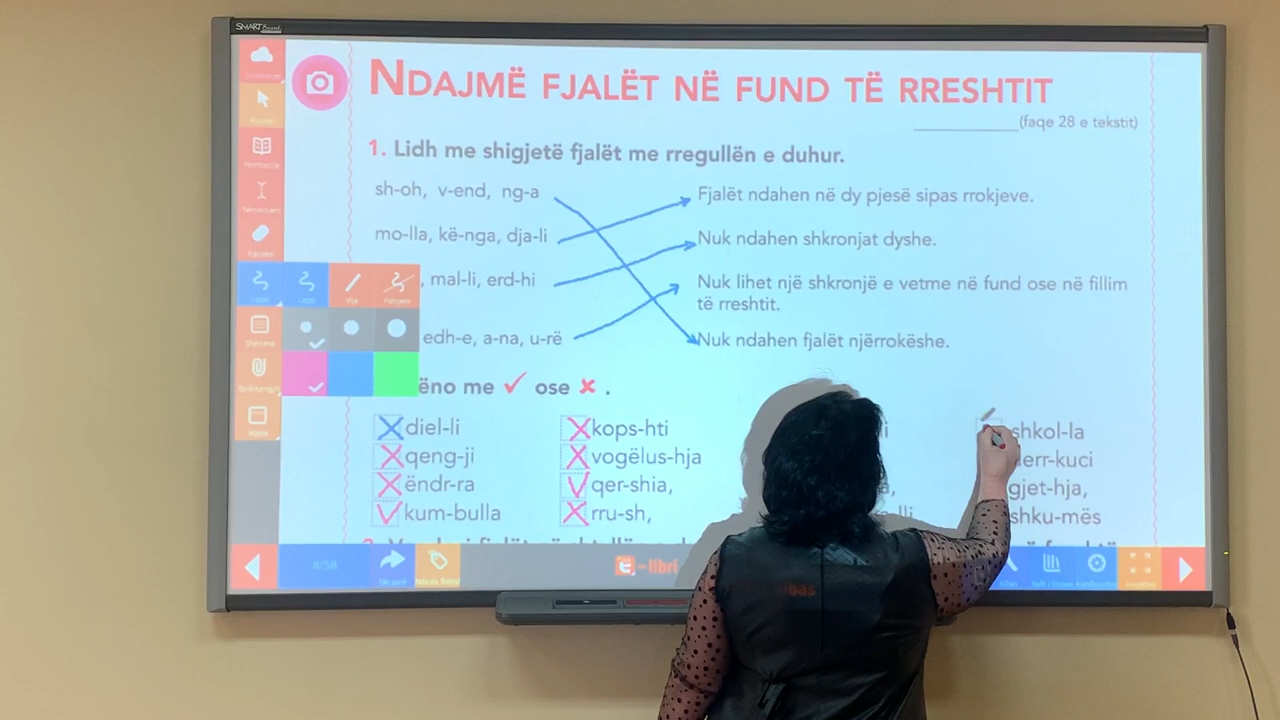 SMART Board
NDAJMË FJALËT NË FUND TË RRESHTIT
(faqe 28 e tekstit)
1. Lidh me shigjetë fjalët me rregullën e duhur.
sh-oh, v-end, ng-a
Fjalët ndahen në dy pjesë sipas rrokjeve.
mo-lla, kë-nga, dja-li
Nuk ndahen shkronjat dyshe.
, mal-li, erd-hi
Nuk lihet një shkronjë e vetme në fund ose në fillim
të rreshtit.
edh-e, a-na, u-rë
Nuk ndahen fjalët njërrokëshe.
ëno me ✓ ose ✗ .
diel-li
kops-hti
shkol-la
qeng-ji
vogëlus-hja
err-kuci
ëndr-ra
qer-shia,
gjet-hja,
kum-bulla
rru-sh,
shku-mës
8/58
libri